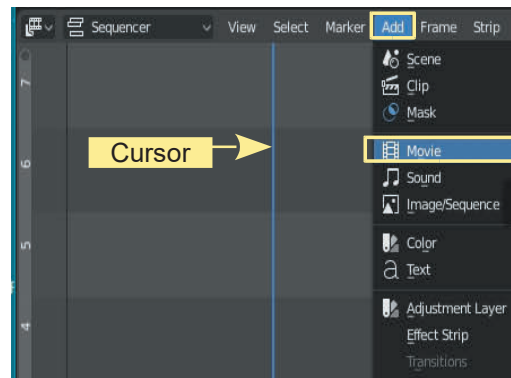 Sequencer View Select Marker Add Frame Strip
Scene
Clip
Mask
Movie
Sound
Image/Sequence
Color
Text
Adjustment Layer
Effect Strip
Transitions
Cursor
7
6
5
4